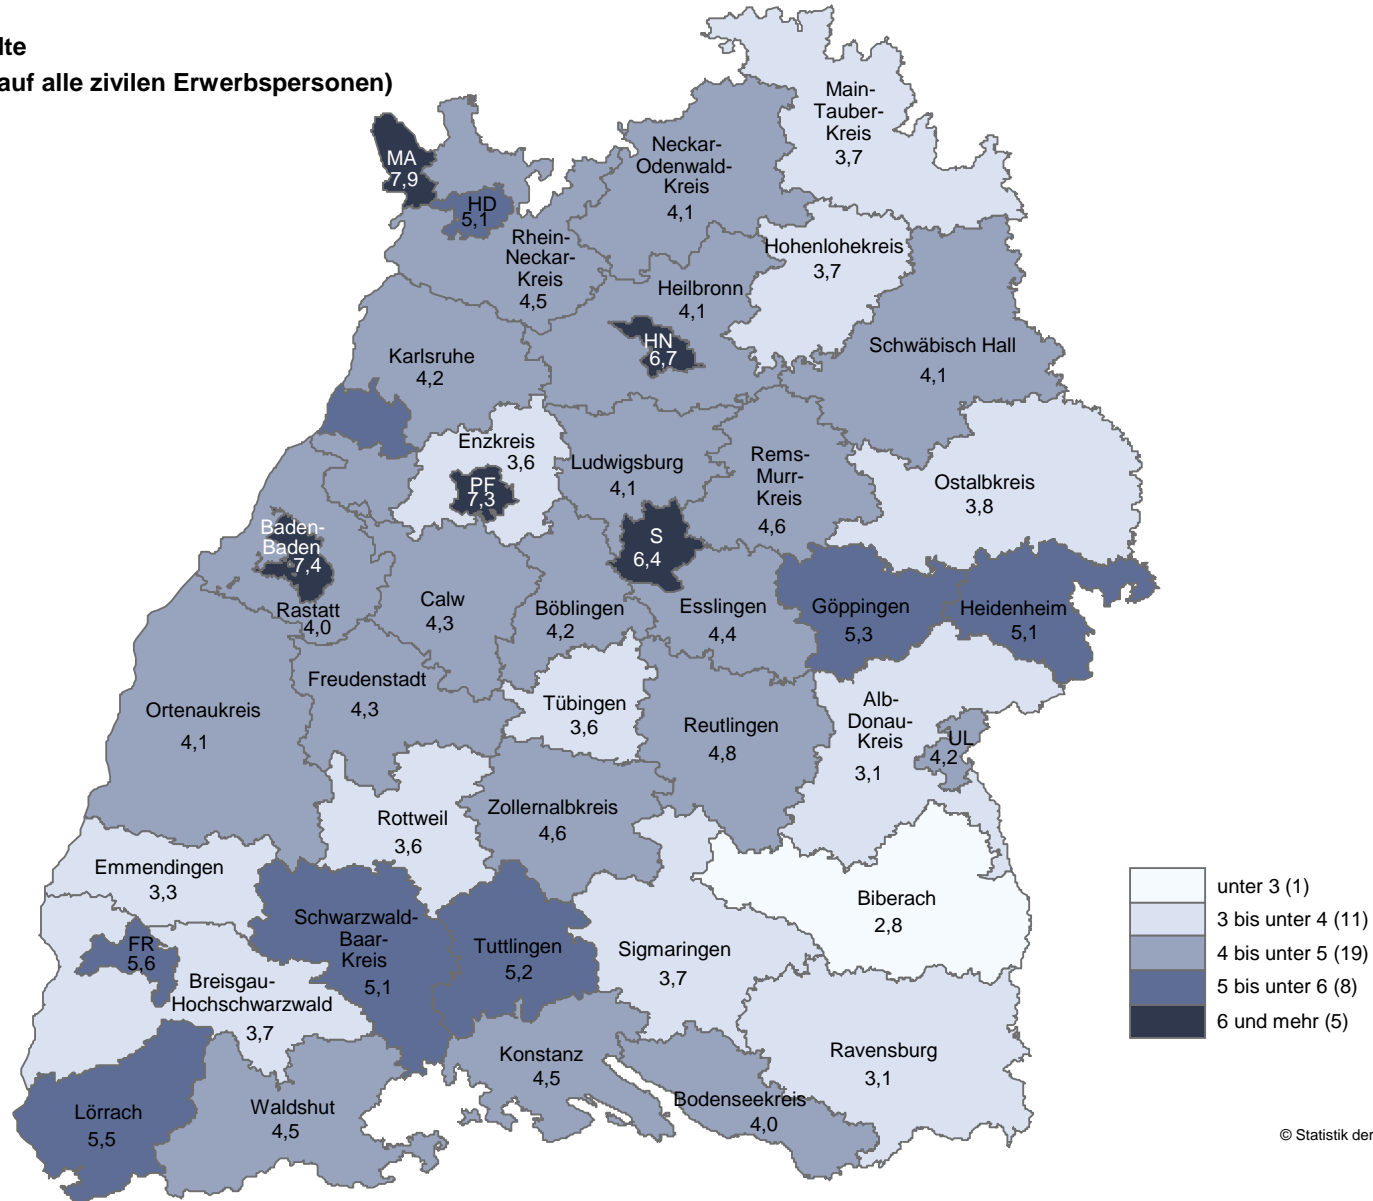 lte
auf alle zivilen Erwerbspersonen)
Main-
Tauber-
Kreis
3,7
MA
7,9
Neckar-
Odenwald-
Kreis
4,1
HD
5,1
Rhein-
Neckar-
Kreis
4,5
Hohenlohekreis
3,7
Heilbronn
4,1
HN
6,7
Schwäbisch Hall
4,1
Karlsruhe
4,2
Enzkreis
3,6
PF
7,3
Ludwigsburg
4,1
Rems-
Murr-
Kreis
4,6
Ostalbkreis
3,8
Baden-
Baden
7,4
S
6,4
Rastatt
4,0
Calw
4,3
Böblingen
4,2
Esslingen
4,4
Göppingen
5,3
Heidenheim
5,1
Ortenaukreis
4,1
Freudenstadt
4,3
Tübingen
3,6
Reutlingen
4,8
Alb-
Donau-
Kreis
3,1
UL
4,2
Rottweil
3,6
Zollernalbkreis
4,6
Emmendingen
3,3
Biberach
2,8
FR
5,6
Schwarzwald-
Baar-
Kreis
5,1
Tuttlingen
5,2
Sigmaringen
3,7
Breisgau-
Hochschwarzwald
3,7
Konstanz
4,5
Ravensburg
3,1
Bodenseekreis
4,0
Lörrach
5,5
Waldshut
4,5
unter 3 (1)
3 bis unter 4 (11)
4 bis unter 5 (19)
5 bis unter 6 (8)
6 und mehr (5)
© Statistik der